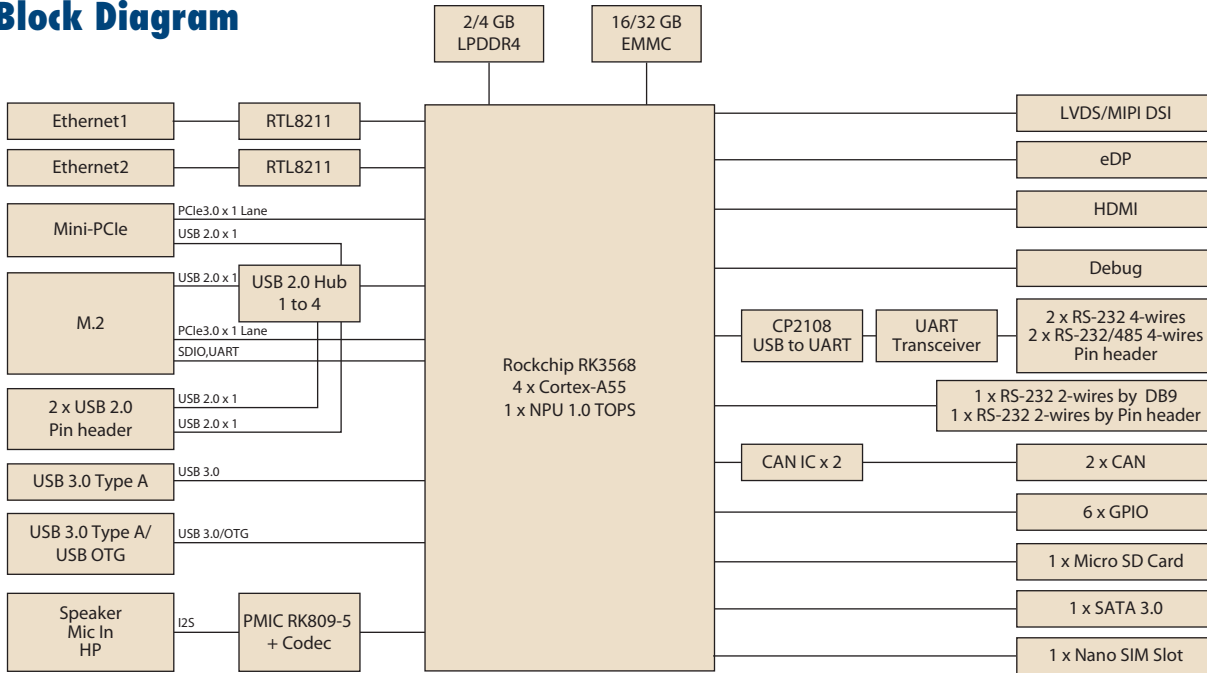 Block Diagram
2/4 GB
LPDDR4
16/32 GB
EMMC
Ethernet1
RTL8211
Ethernet2
RTL8211
Mini-PCIe
PCIe3.0 x 1 Lane
USB 2.0 x 1
M.2
USB 2.0 x 1
USB 2.0 Hub
1 to 4
PCIe3.0 x 1 Lane
SDIO,UART
2 x USB 2.0
Pin header
USB 2.0 x 1
USB 2.0 x 1
USB 3.0 Type A
USB 3.0
USB 3.0 Type A/
USB OTG
USB 3.0/OTG
Speaker
Mic In
HP
I2S
PMIC RK809-5
+ Codec
Rockchip RK3568
4 x Cortex-A55
1 x NPU 1.0 TOPS
LVDS/MIPI DSI
eDP
HDMI
Debug
CP2108
USB to UART
UART
Transceiver
2 x RS-232 4-wires
2 x RS-232/485 4-wires
Pin header
1 x RS-232 2-wires by DB9
1 x RS-232 2-wires by Pin header
CAN IC x 2
2 x CAN
6 x GPIO
1 x Micro SD Card
1 x SATA 3.0
1 x Nano SIM Slot